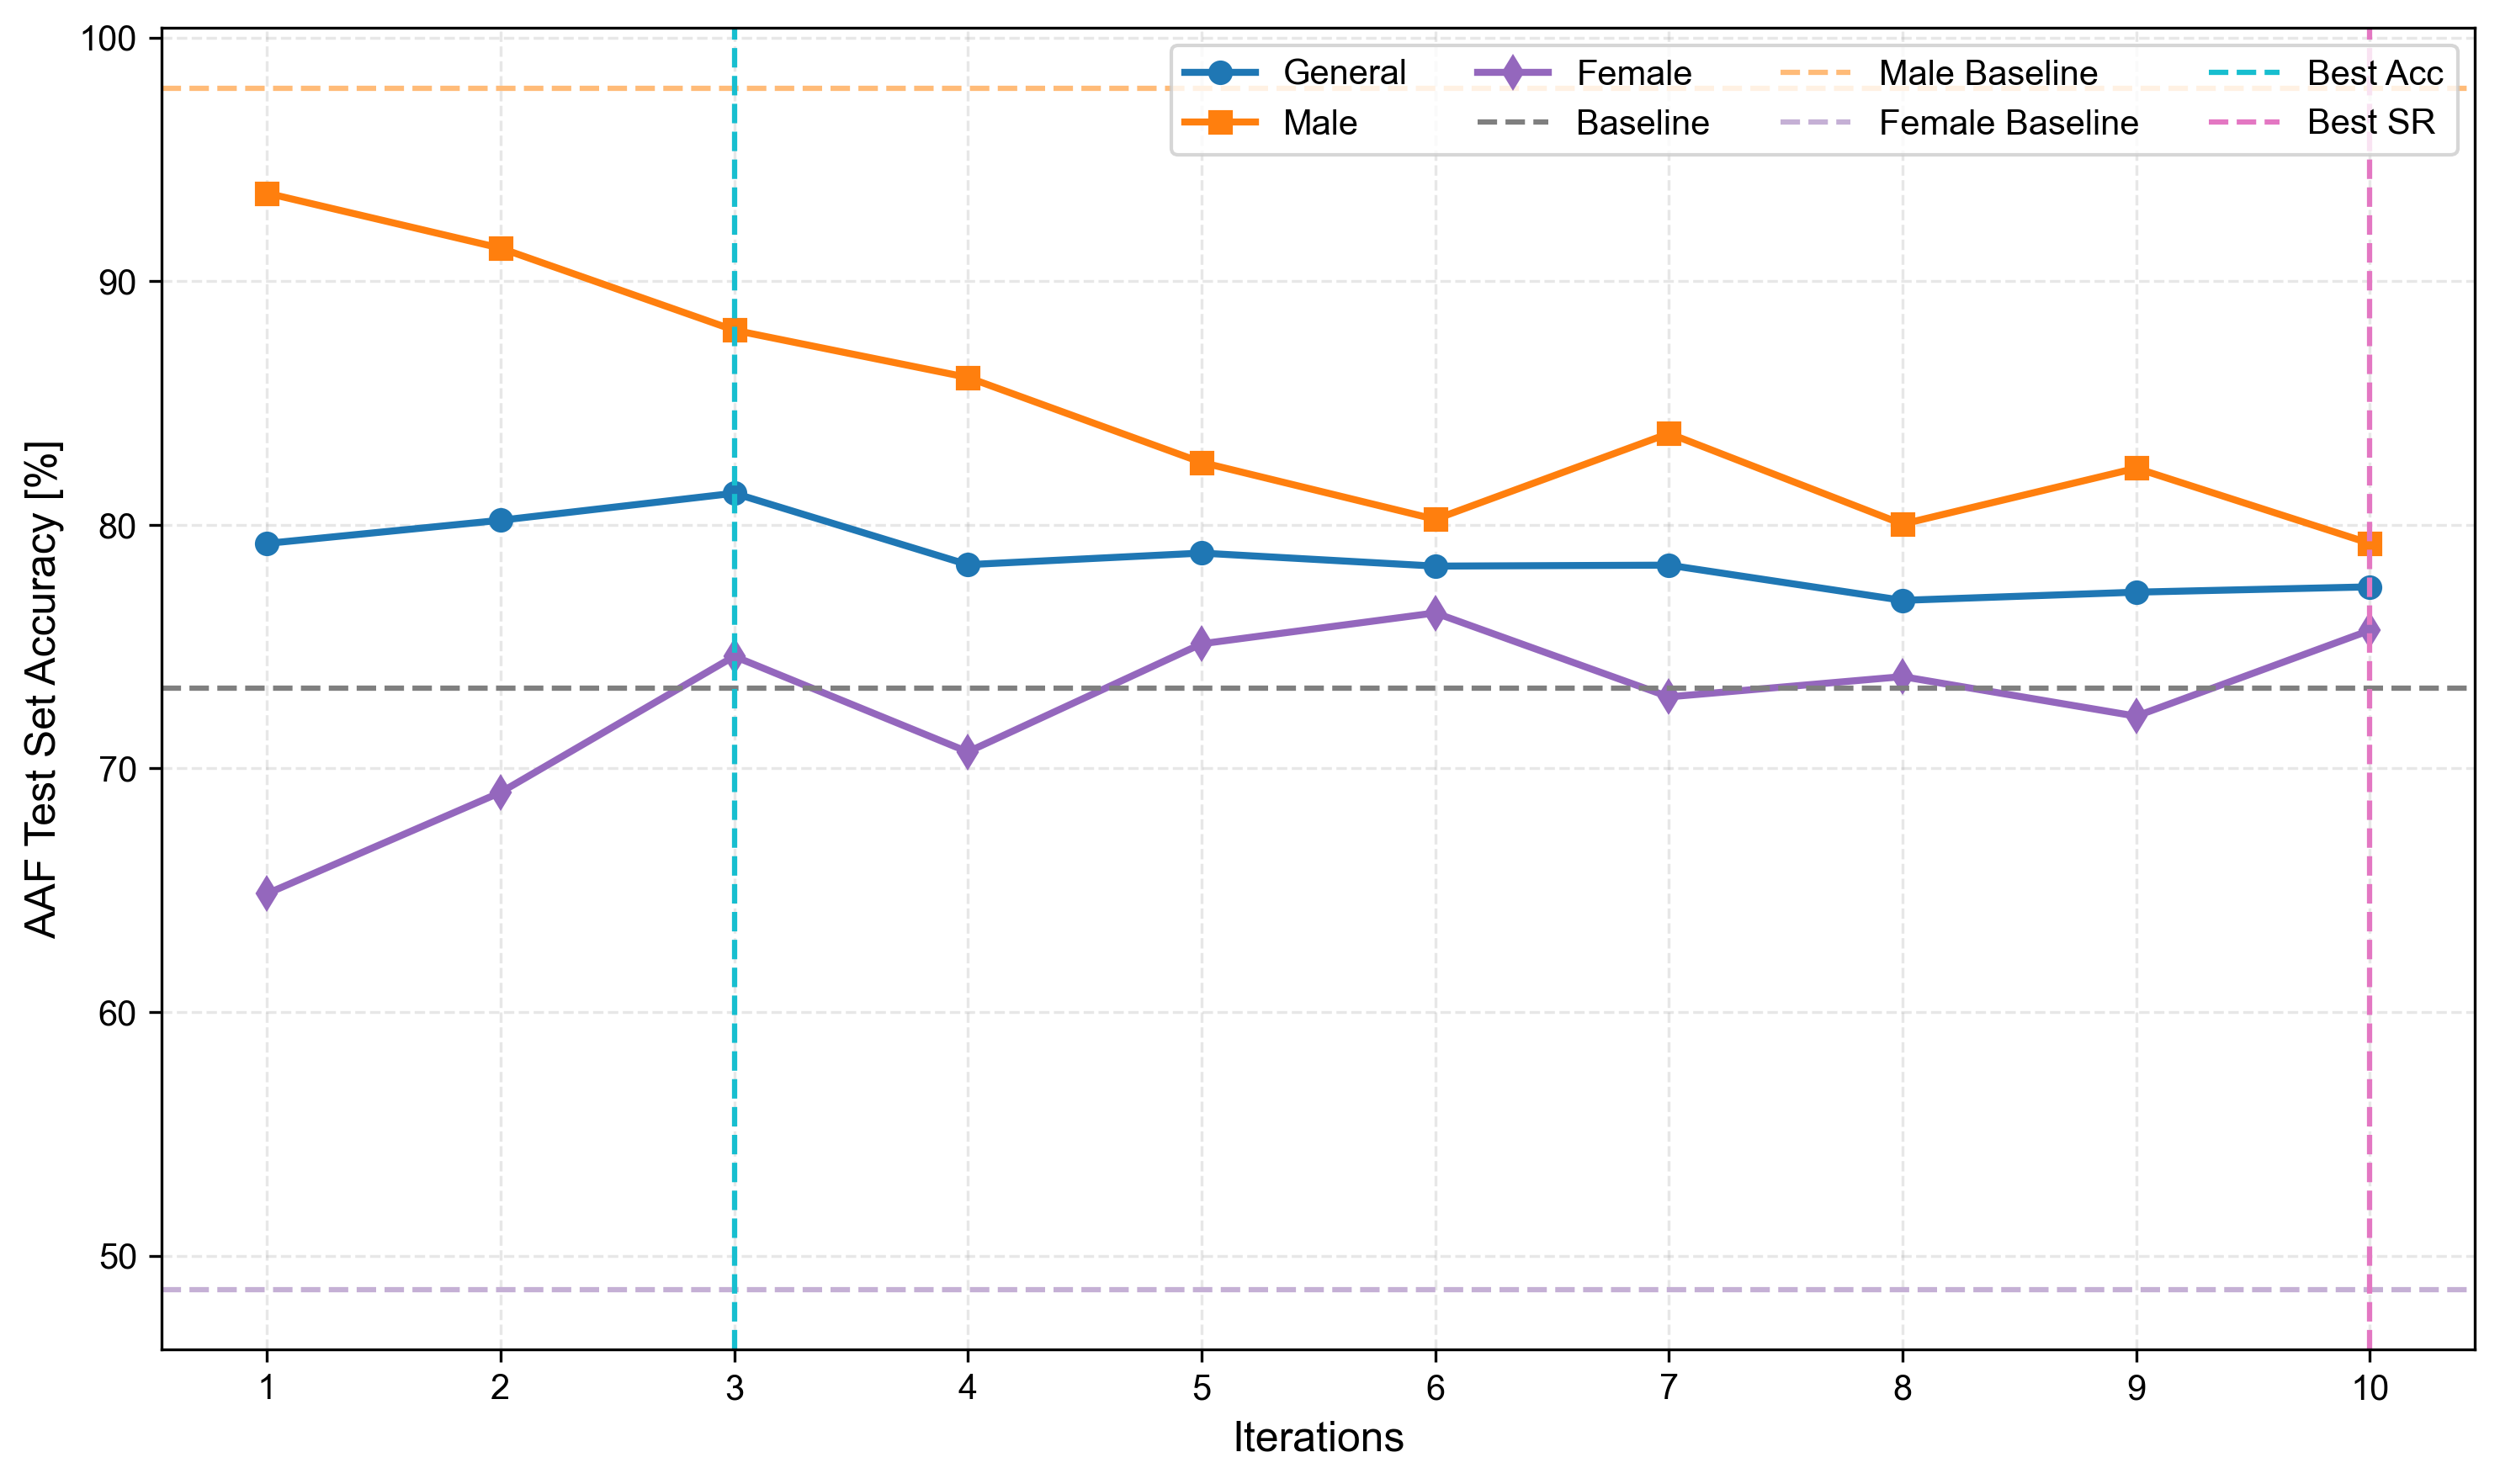 100
90
80
70
60
50
AAF Test Set Accuracy [%]
General
Male
Female
Baseline
Male Baseline
Female Baseline
Best Acc
Best SR
1 2 3 4 5 6 7 8 9 10
Iterations